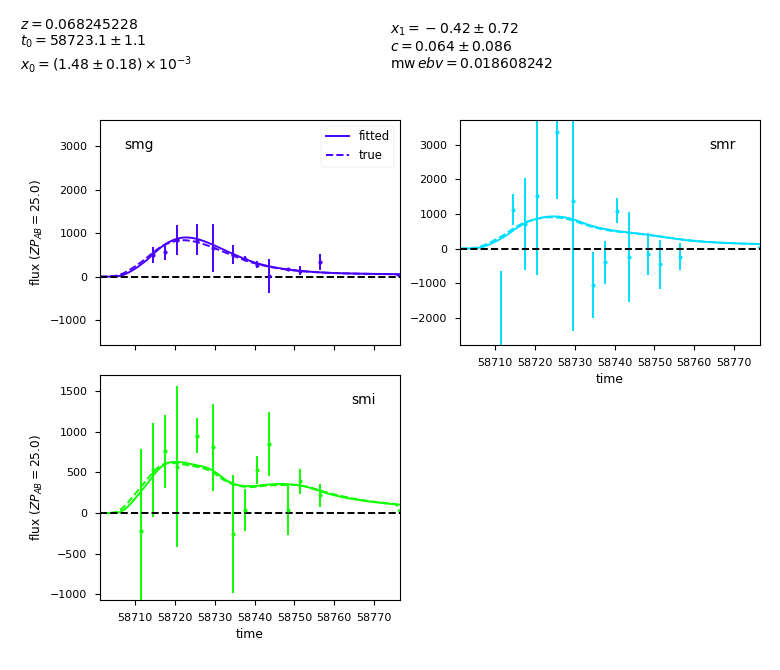 z = 0.068245228
t₀ = 58723.1 ± 1.1
x₀ = (1.48 ± 0.18) × 10⁻³
x₁ = −0.42 ± 0.72
c = 0.064 ± 0.086
mw ebv = 0.018608242
smg
fitted
true
3000
2000
1000
0
−1000
flux (ZP_AB = 25.0)
smr
3000
2000
1000
0
−1000
−2000
58710 58720 58730 58740 58750 58760 58770
time
smi
1500
1000
500
0
−500
−1000
flux (ZP_AB = 25.0)
58710 58720 58730 58740 58750 58760 58770
time